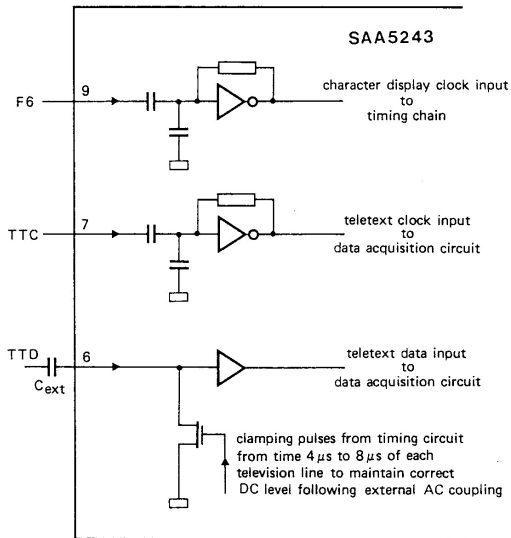 SAA5243
F6
9
character display clock input
to
timing chain
TTC
7
teletext clock input
to
data acquisition circuit
TTD
6
Cext
teletext data input
to
data acquisition circuit
clamping pulses from timing circuit
from time 4 µs to 8 µs of each
television line to maintain correct
DC level following external AC coupling